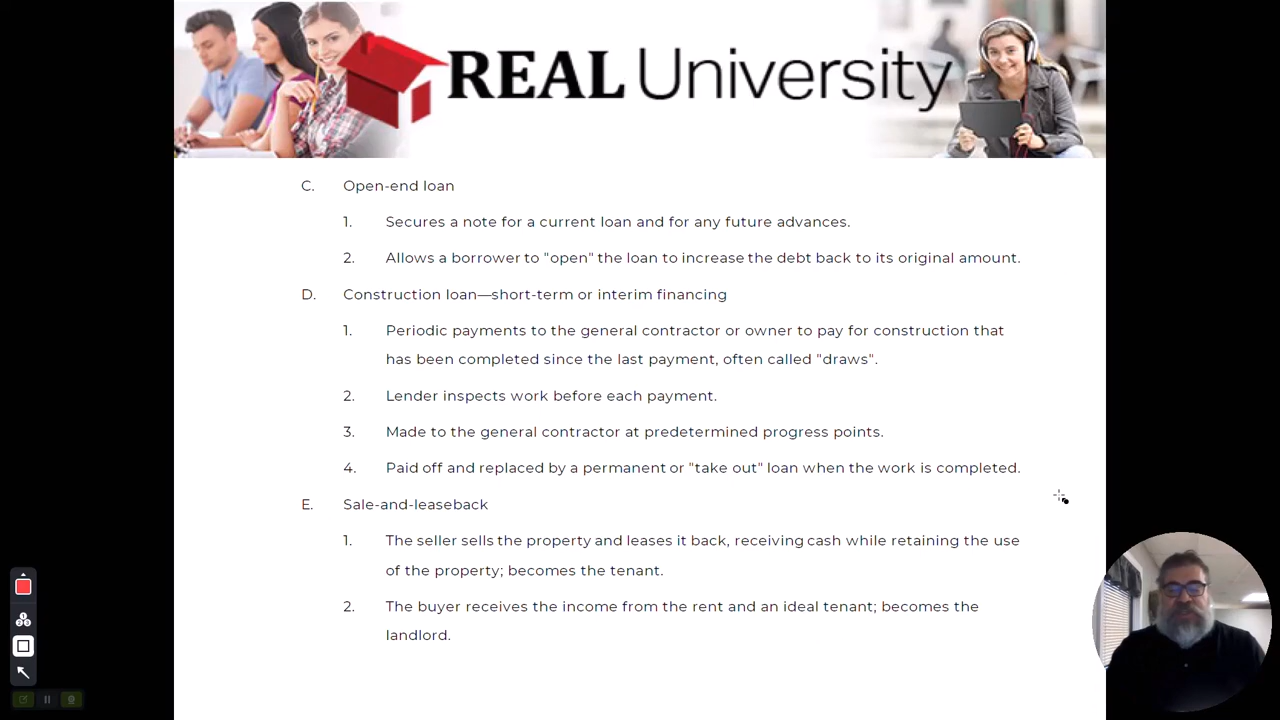 REAL University
C. Open-end loan
1. Secures a note for a current loan and for any future advances.
2. Allows a borrower to "open" the loan to increase the debt back to its original amount.
D. Construction loan—short-term or interim financing
1. Periodic payments to the general contractor or owner to pay for construction that
has been completed since the last payment, often called "draws".
2. Lender inspects work before each payment.
3. Made to the general contractor at predetermined progress points.
4. Paid off and replaced by a permanent or "take out" loan when the work is completed.
E. Sale-and-leaseback
1. The seller sells the property and leases it back, receiving cash while retaining the use
of the property; becomes the tenant.
2. The buyer receives the income from the rent and an ideal tenant; becomes the
landlord.